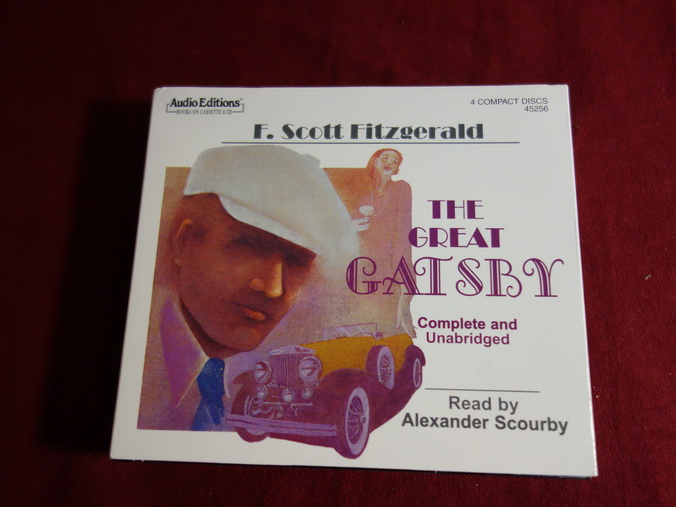 Audio Editions®
BOOKS ON CASSETTE & CD
4 COMPACT DISCS
45256
F. Scott Fitzgerald
THE
GREAT
GATSBY
Complete and
Unabridged
Read by
Alexander Scourby